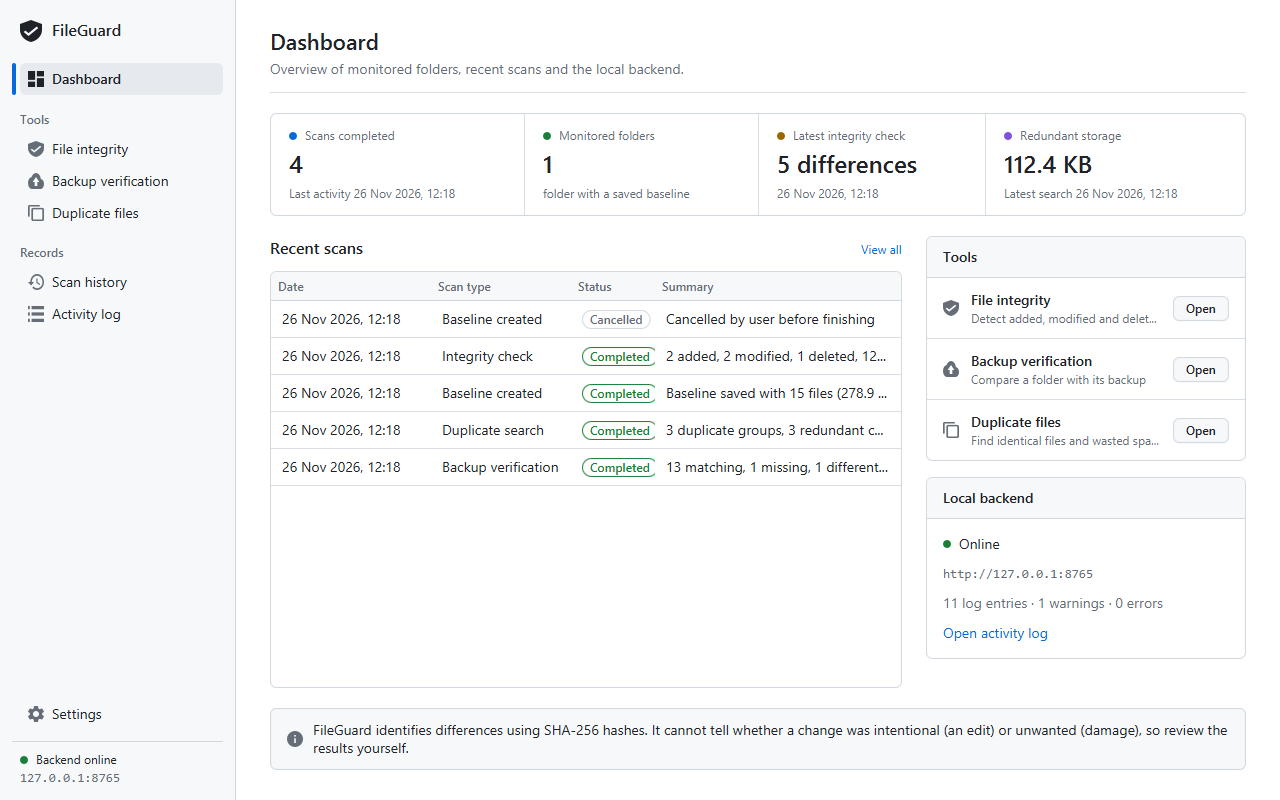 FileGuard
Dashboard
Tools
File integrity
Backup verification
Duplicate files
Records
Scan history
Activity log
Settings
Backend online
127.0.0.1:8765
Dashboard
Overview of monitored folders, recent scans and the local backend.
Scans completed
4
Last activity 26 Nov 2026, 12:18
Monitored folders
1
folder with a saved baseline
Latest integrity check
5 differences
26 Nov 2026, 12:18
Redundant storage
112.4 KB
Latest search 26 Nov 2026, 12:18
Recent scans
View all
Date Scan type Status Summary
26 Nov 2026, 12:18 Baseline created Cancelled Cancelled by user before finishing
26 Nov 2026, 12:18 Integrity check Completed 2 added, 2 modified, 1 deleted, 12...
26 Nov 2026, 12:18 Baseline created Completed Baseline saved with 15 files (278.9 ...
26 Nov 2026, 12:18 Duplicate search Completed 3 duplicate groups, 3 redundant c...
26 Nov 2026, 12:18 Backup verification Completed 13 matching, 1 missing, 1 different...
Tools
File integrity
Detect added, modified and delet...
Open
Backup verification
Compare a folder with its backup
Open
Duplicate files
Find identical files and wasted spa...
Open
Local backend
Online
http://127.0.0.1:8765
11 log entries · 1 warnings · 0 errors
Open activity log
FileGuard identifies differences using SHA-256 hashes. It cannot tell whether a change was intentional (an edit) or unwanted (damage), so review the
results yourself.